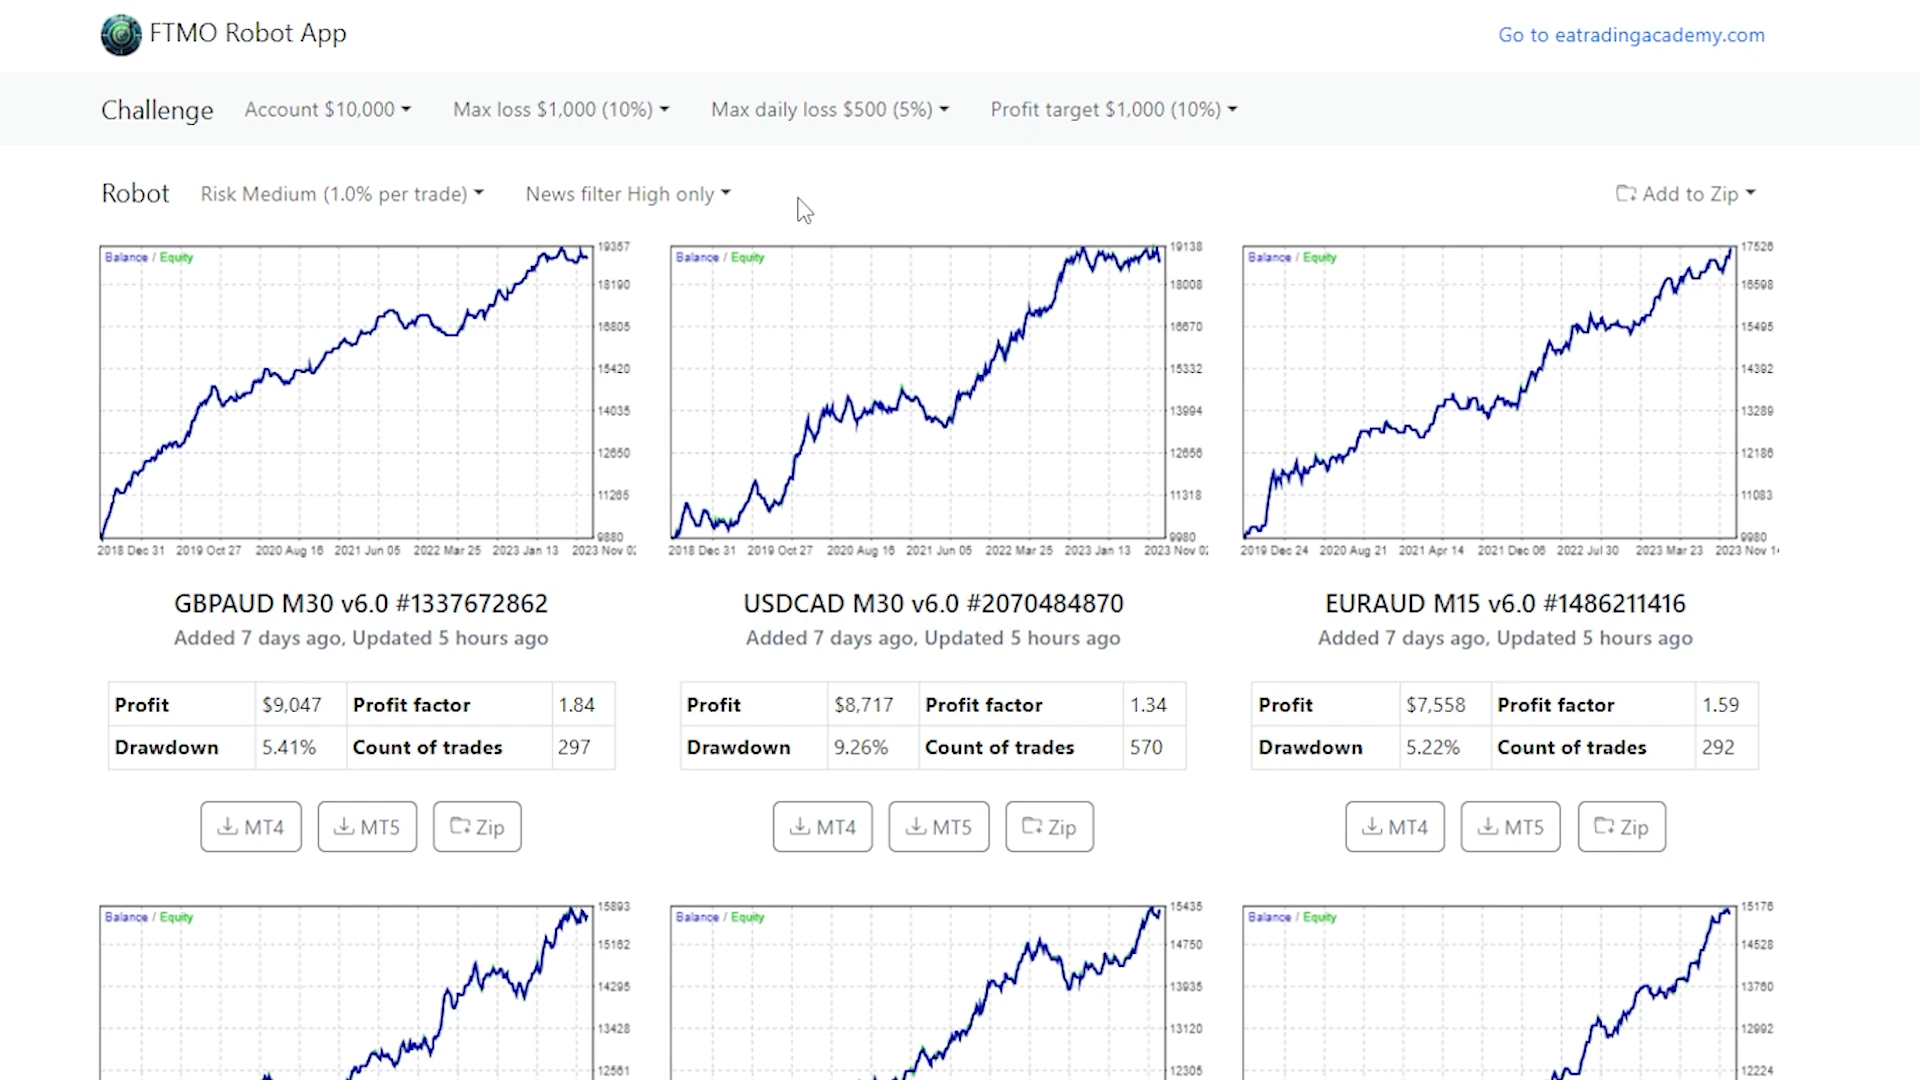 FTMO Robot App
Go to eatradingacademy.com
Challenge Account $10,000 Max loss $1,000 (10%) Max daily loss $500 (5%) Profit target $1,000 (10%)
Robot Risk Medium (1.0% per trade) News filter High only Add to Zip
Balance / Equity
19357
18190
16805
15420
14035
12650
11265
9880
2018 Dec 31 2019 Oct 27 2020 Aug 16 2021 Jun 05 2022 Mar 25 2023 Jan 13 2023 Nov 0
Balance / Equity
19138
18008
16670
15332
13994
12656
11318
9980
2018 Dec 31 2019 Oct 27 2020 Aug 16 2021 Jun 05 2022 Mar 25 2023 Jan 13 2023 Nov 0
Balance / Equity
17526
16598
15495
14392
13289
12186
11083
9980
2019 Dec 24 2020 Aug 21 2021 Apr 14 2021 Dec 06 2022 Jul 30 2023 Mar 23 2023 Nov 1
GBPAUD M30 v6.0 #1337672862
Added 7 days ago, Updated 5 hours ago
Profit $9,047 Profit factor 1.84
Drawdown 5.41% Count of trades 297
MT4 MT5 Zip
USDCAD M30 v6.0 #2070484870
Added 7 days ago, Updated 5 hours ago
Profit $8,717 Profit factor 1.34
Drawdown 9.26% Count of trades 570
MT4 MT5 Zip
EURAUD M15 v6.0 #1486211416
Added 7 days ago, Updated 5 hours ago
Profit $7,558 Profit factor 1.59
Drawdown 5.22% Count of trades 292
MT4 MT5 Zip
Balance / Equity
15893
15162
14295
13428
12561
Balance / Equity
15435
14750
13935
13120
12305
Balance / Equity
15176
14528
13760
12992
12224